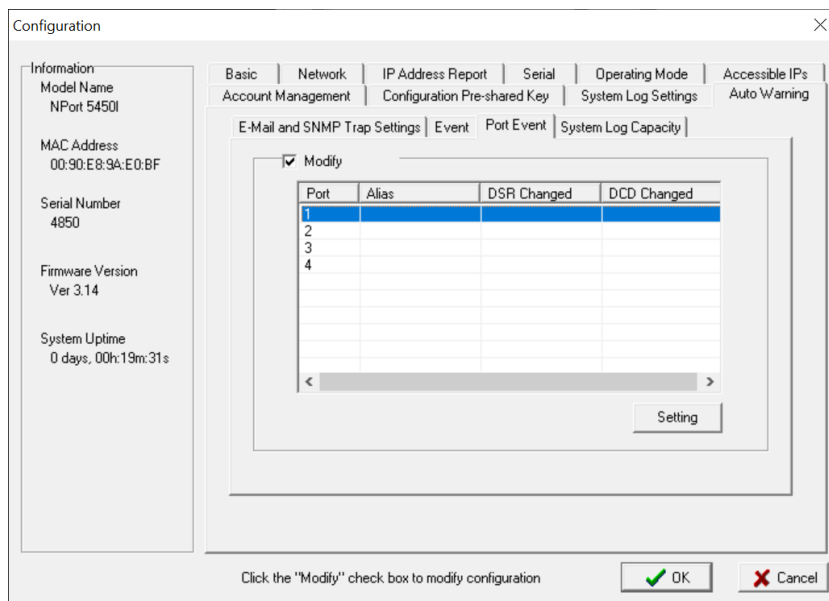 Configuration
Information
Model Name
NPort 5450I
MAC Address
00:90:E8:9A:E0:BF
Serial Number
4850
Firmware Version
Ver 3.14
System Uptime
0 days, 00h:19m:31s
Basic Network IP Address Report Serial Operating Mode Accessible IPs
Account Management Configuration Pre-shared Key System Log Settings Auto Warning
E-Mail and SNMP Trap Settings Event Port Event System Log Capacity
Modify
Port Alias DSR Changed DCD Changed
1
2
3
4
Setting
Click the "Modify" check box to modify configuration
OK
Cancel